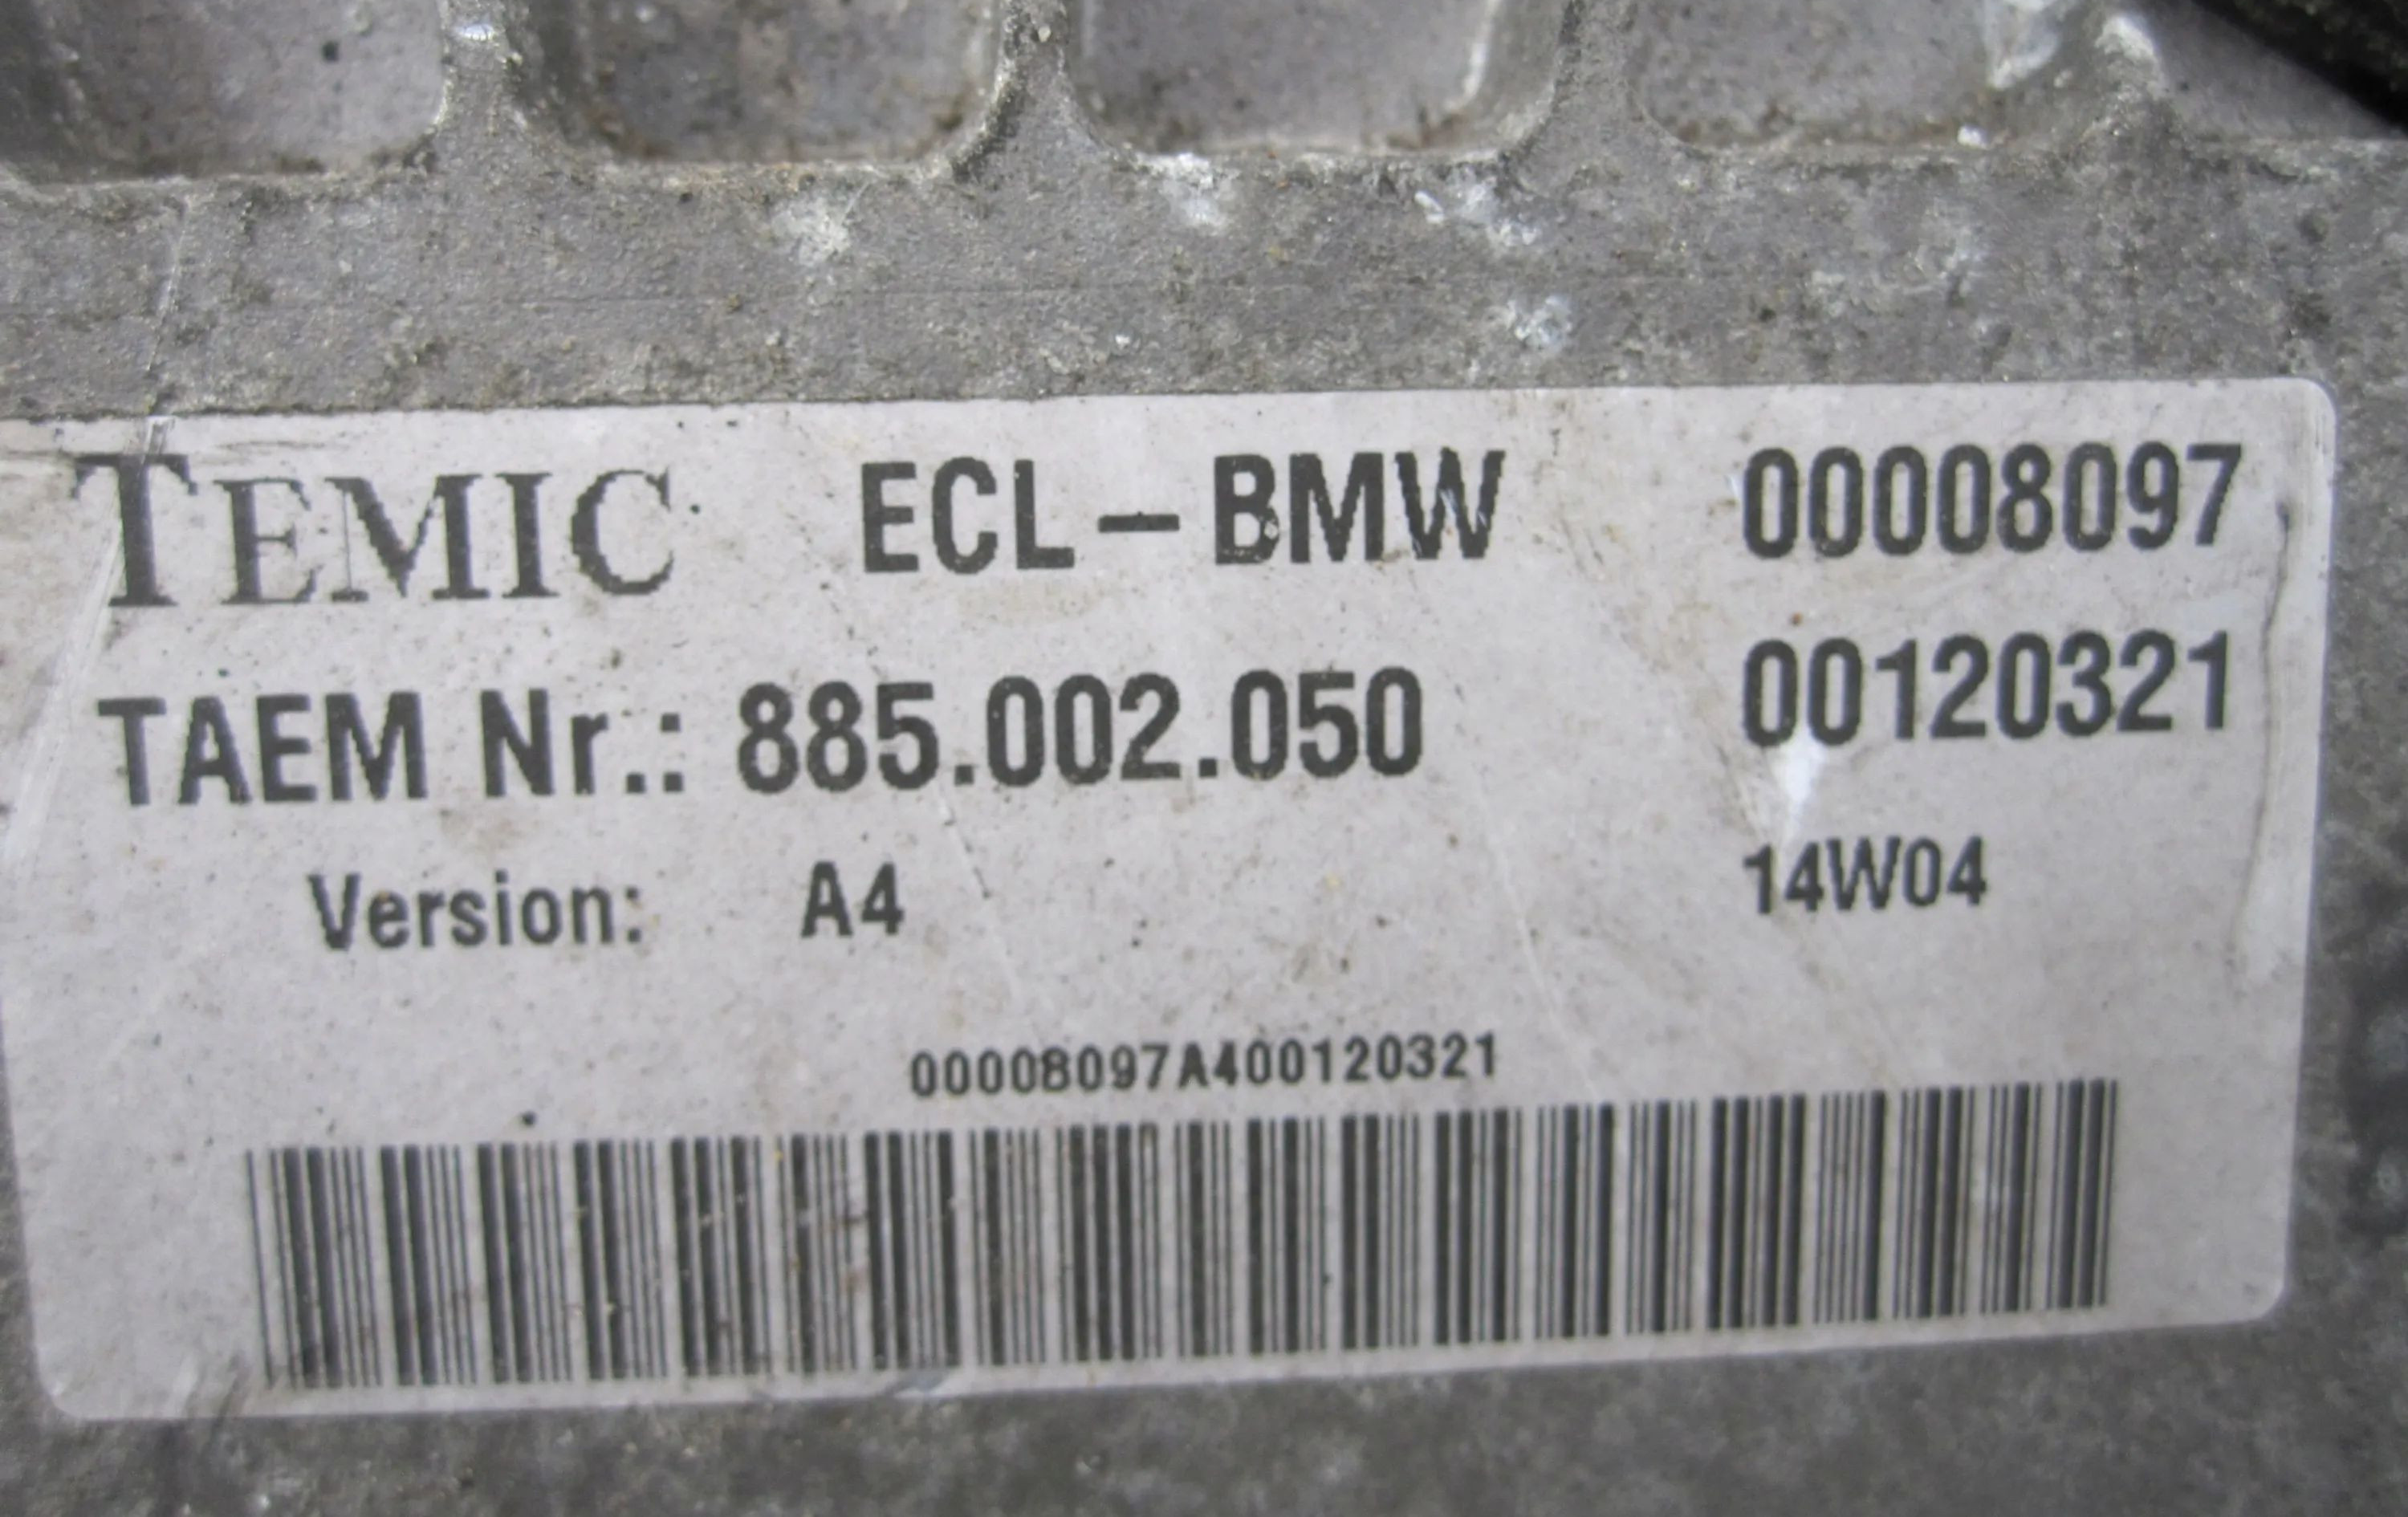 TEMIC ECL-BMW 00008097
TAEM Nr.: 885.002.050 00120321
Version: A4 14W04
00008097A400120321